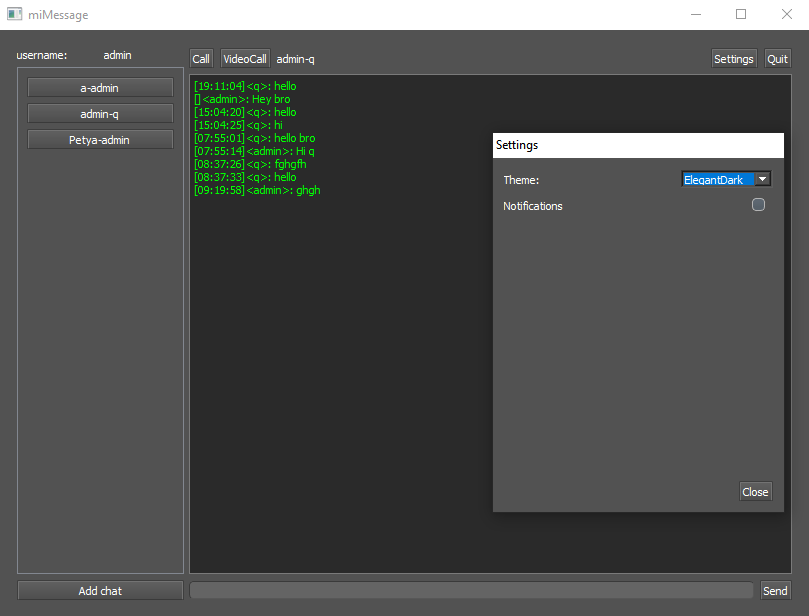 miMessage
username: admin
Call VideoCall admin-q Settings Quit
a-admin
admin-q
Petya-admin
[19:11:04]<q>: hello
[]<admin>: Hey bro
[15:04:20]<q>: hello
[15:04:25]<q>: hi
[07:55:01]<q>: hello bro
[07:55:14]<admin>: Hi q
[08:37:26]<q>: fghgfh
[08:37:33]<q>: hello
[09:19:58]<admin>: ghgh
Settings
Theme: ElegantDark
Notifications
Close
Add chat
Send